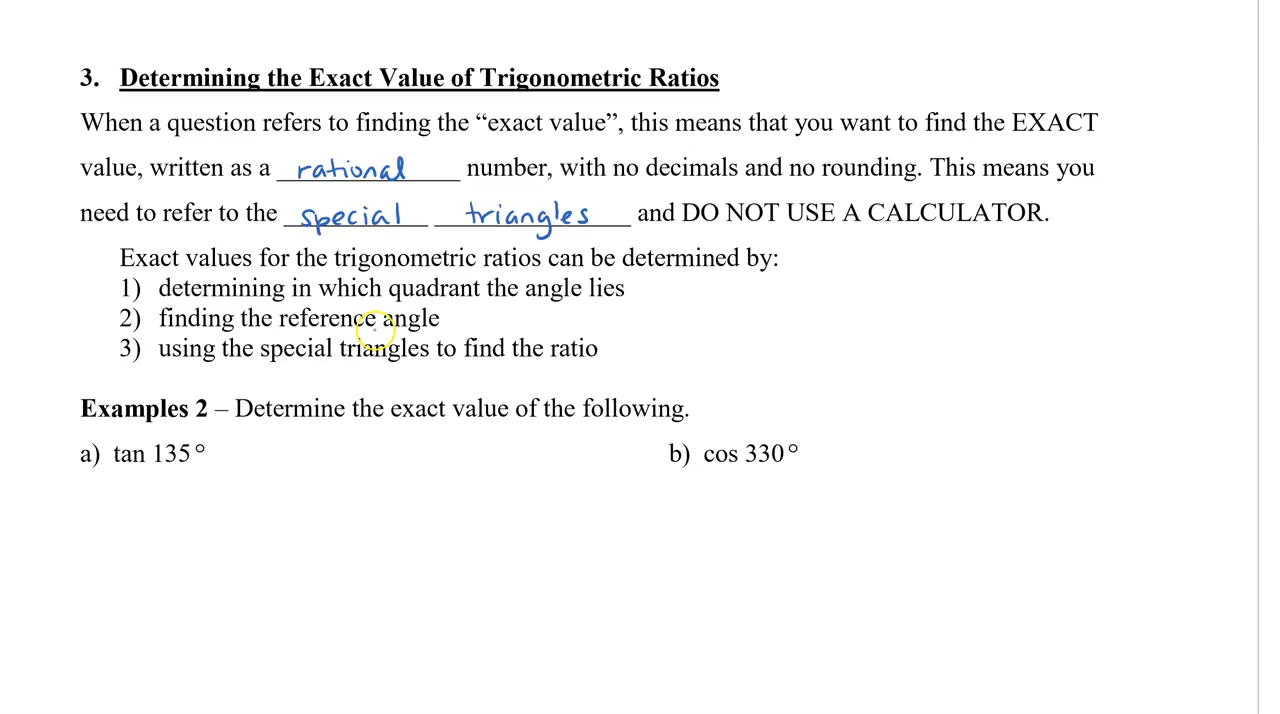 3. Determining the Exact Value of Trigonometric Ratios
When a question refers to finding the “exact value”, this means that you want to find the EXACT
value, written as a rational number, with no decimals and no rounding. This means you
need to refer to the special triangles and DO NOT USE A CALCULATOR.
Exact values for the trigonometric ratios can be determined by:
1) determining in which quadrant the angle lies
2) finding the reference angle
3) using the special triangles to find the ratio
Examples 2 – Determine the exact value of the following.
a) tan 135° b) cos 330°